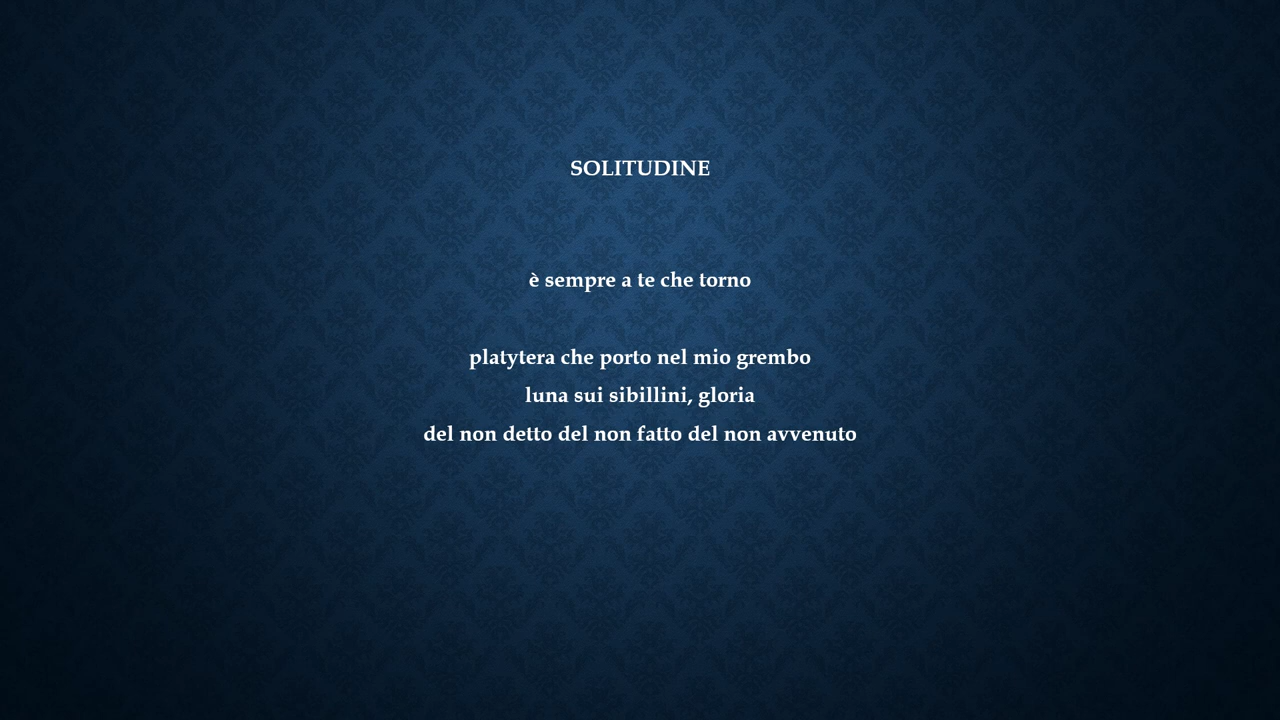 SOLITUDINE
è sempre a te che torno
platytera che porto nel mio grembo
luna sui sibillini, gloria
del non detto del non fatto del non avvenuto